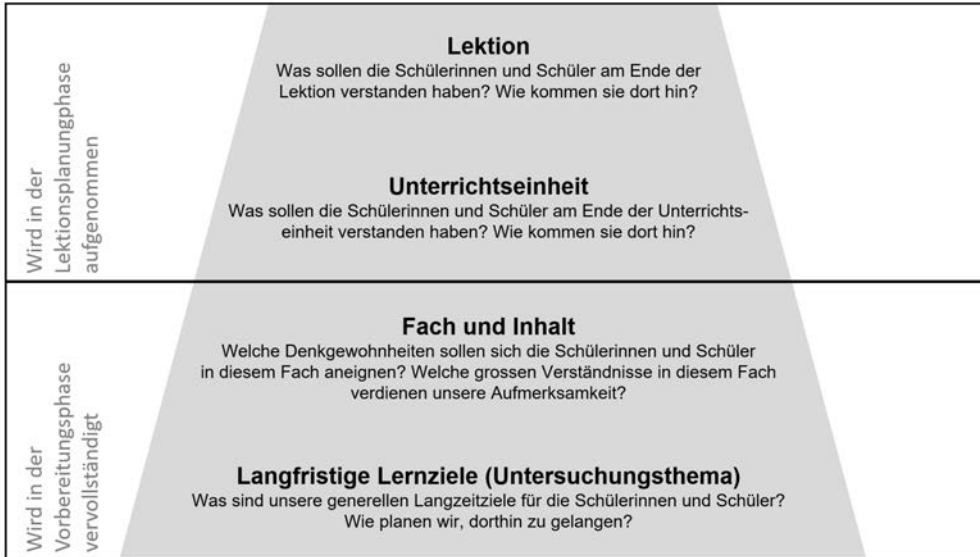 Wird in der
Lektionsplanungphase
aufgenommen
Lektion
Was sollen die Schülerinnen und Schüler am Ende der
Lektion verstanden haben? Wie kommen sie dort hin?
Unterrichtseinheit
Was sollen die Schülerinnen und Schüler am Ende der Unterrichts-
einheit verstanden haben? Wie kommen sie dort hin?
Wird in der
Vorbereitungsphase
vervollständigt
Fach und Inhalt
Welche Denkgewohnheiten sollen sich die Schülerinnen und Schüler
in diesem Fach aneignen? Welche grossen Verständnisse in diesem Fach
verdienen unsere Aufmerksamkeit?
Langfristige Lernziele (Untersuchungsthema)
Was sind unsere generellen Langzeitziele für die Schülerinnen und Schüler?
Wie planen wir, dorthin zu gelangen?